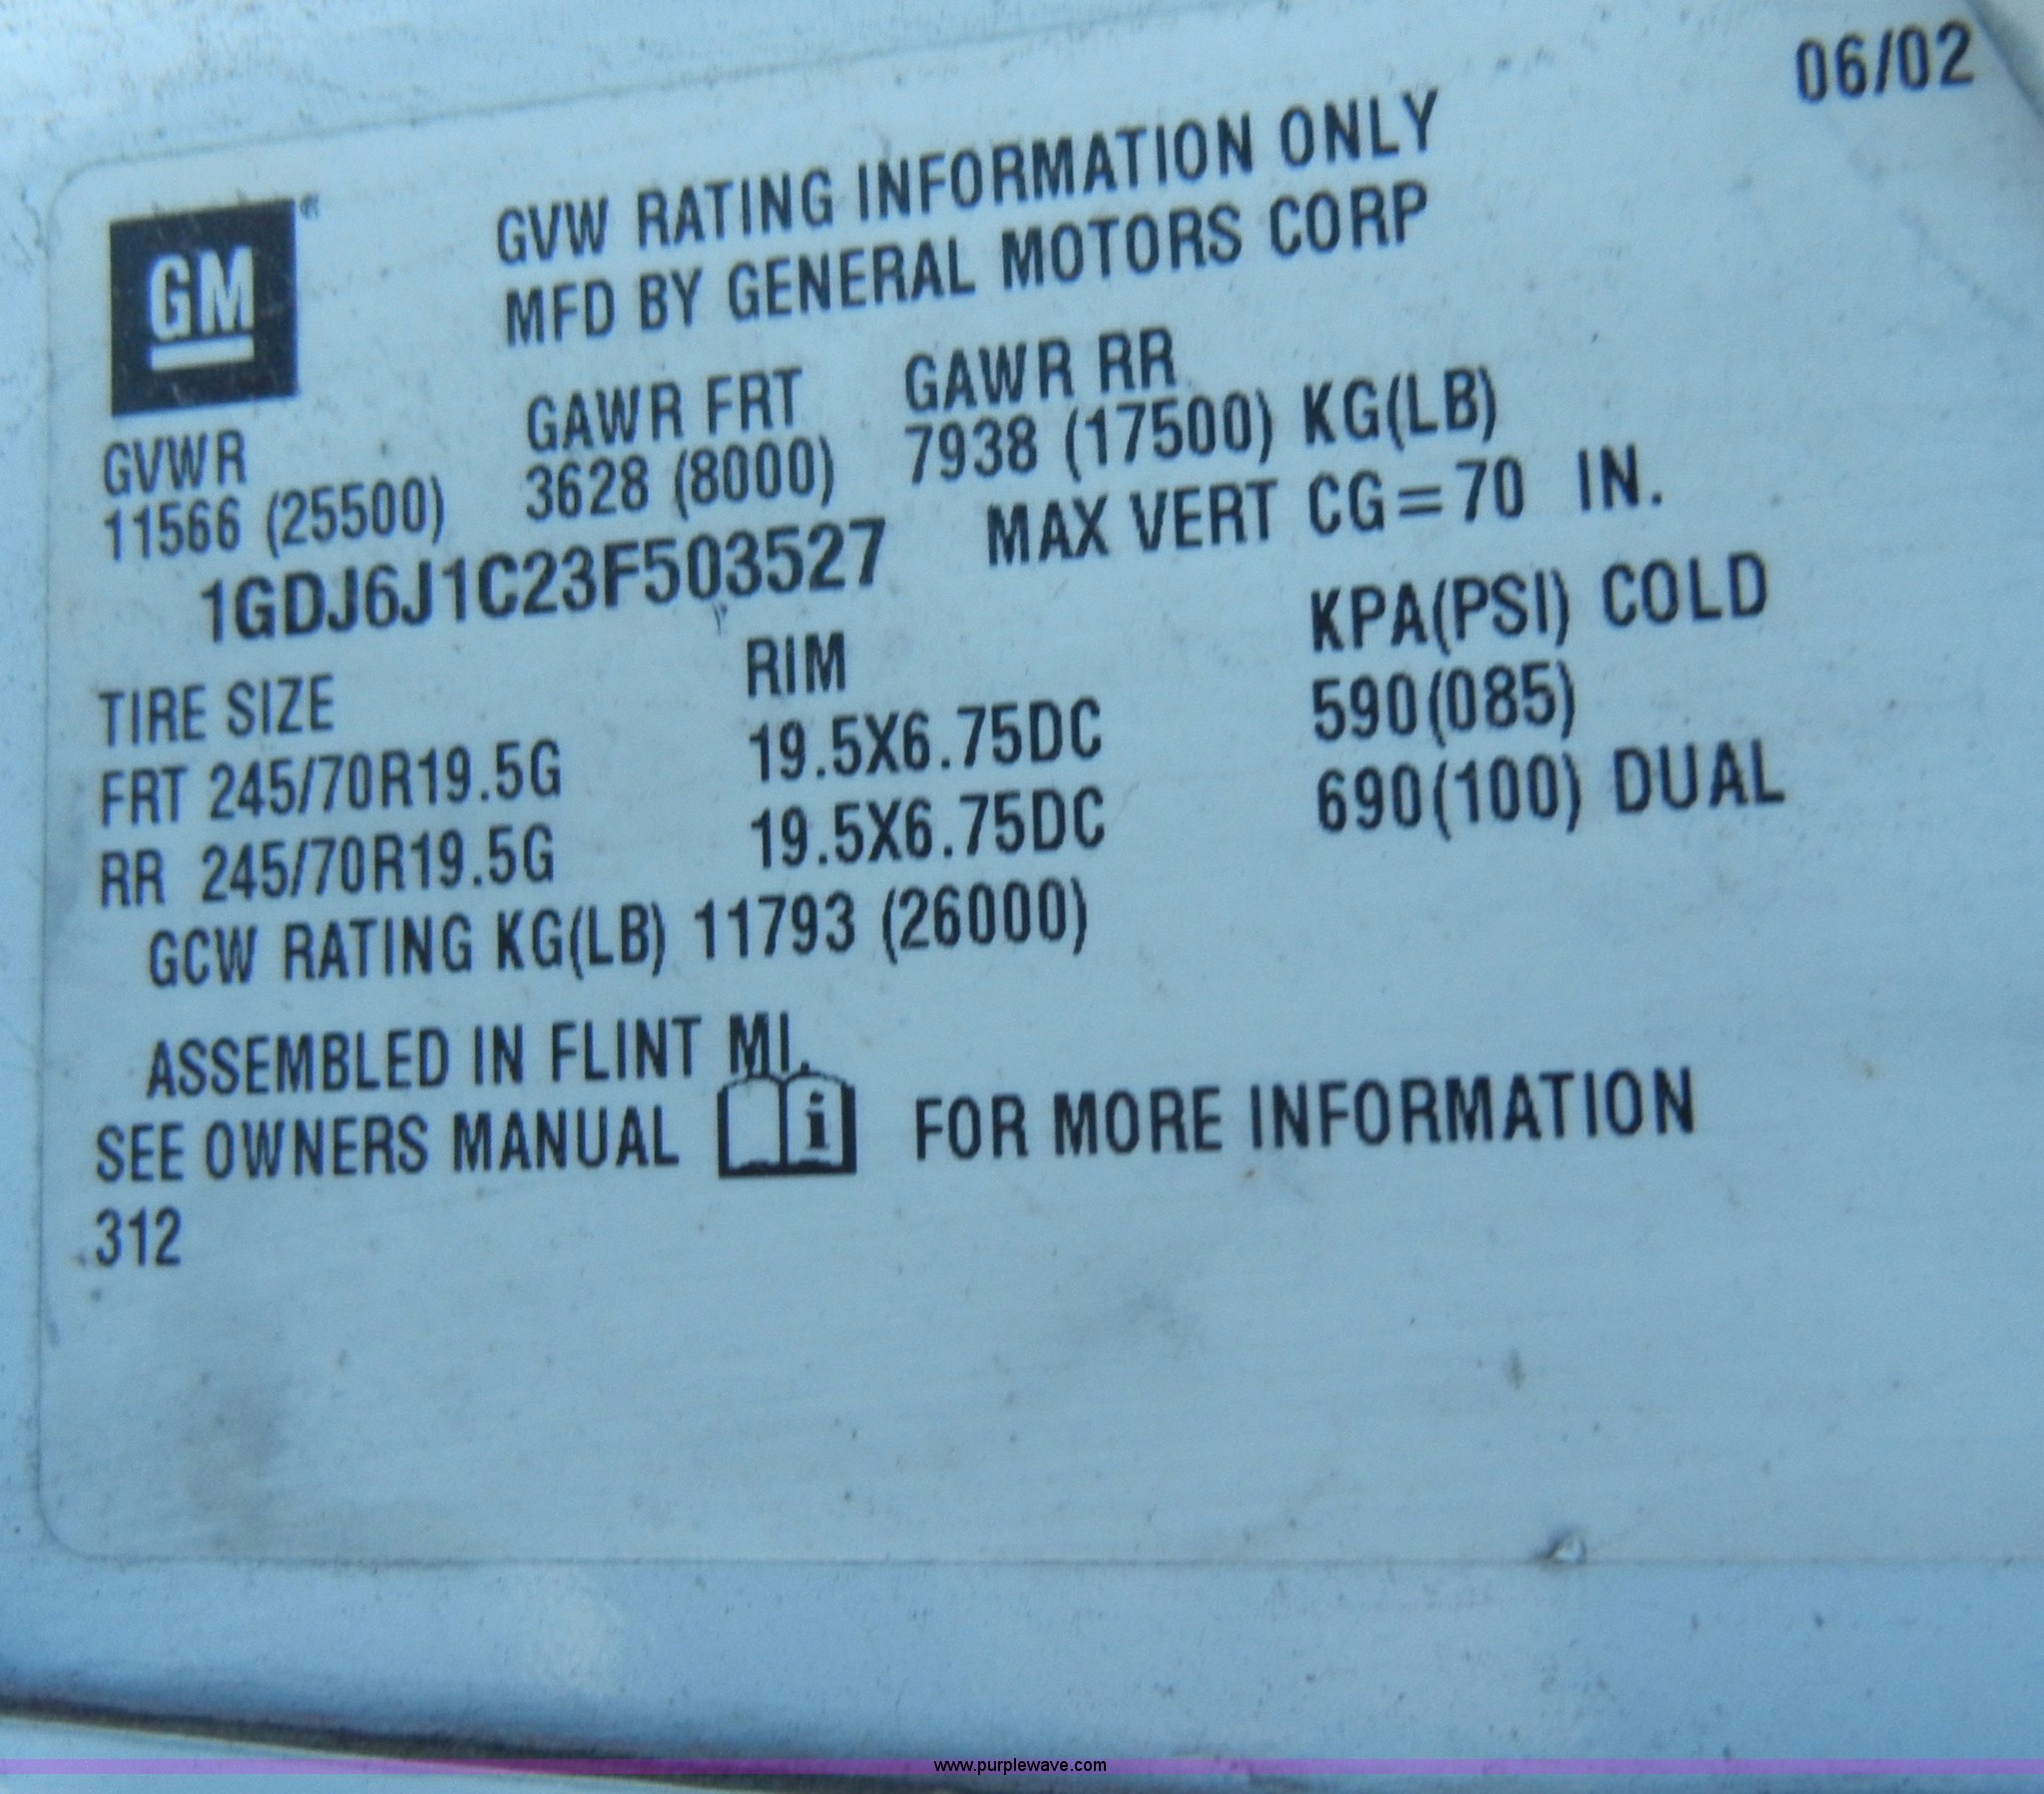 06/02
GM
GVW RATING INFORMATION ONLY
MFD BY GENERAL MOTORS CORP
GVWR GAWR FRT GAWR RR
11566 (25500) 3628 (8000) 7938 (17500) KG(LB)
1GDJ6J1C23F503527 MAX VERT CG=70 IN.
TIRE SIZE RIM KPA(PSI) COLD
FRT 245/70R19.5G 19.5X6.75DC 590(085)
RR 245/70R19.5G 19.5X6.75DC 690(100) DUAL
GCW RATING KG(LB) 11793 (26000)
ASSEMBLED IN FLINT MI.
SEE OWNERS MANUAL i FOR MORE INFORMATION
312
www.purplewave.com